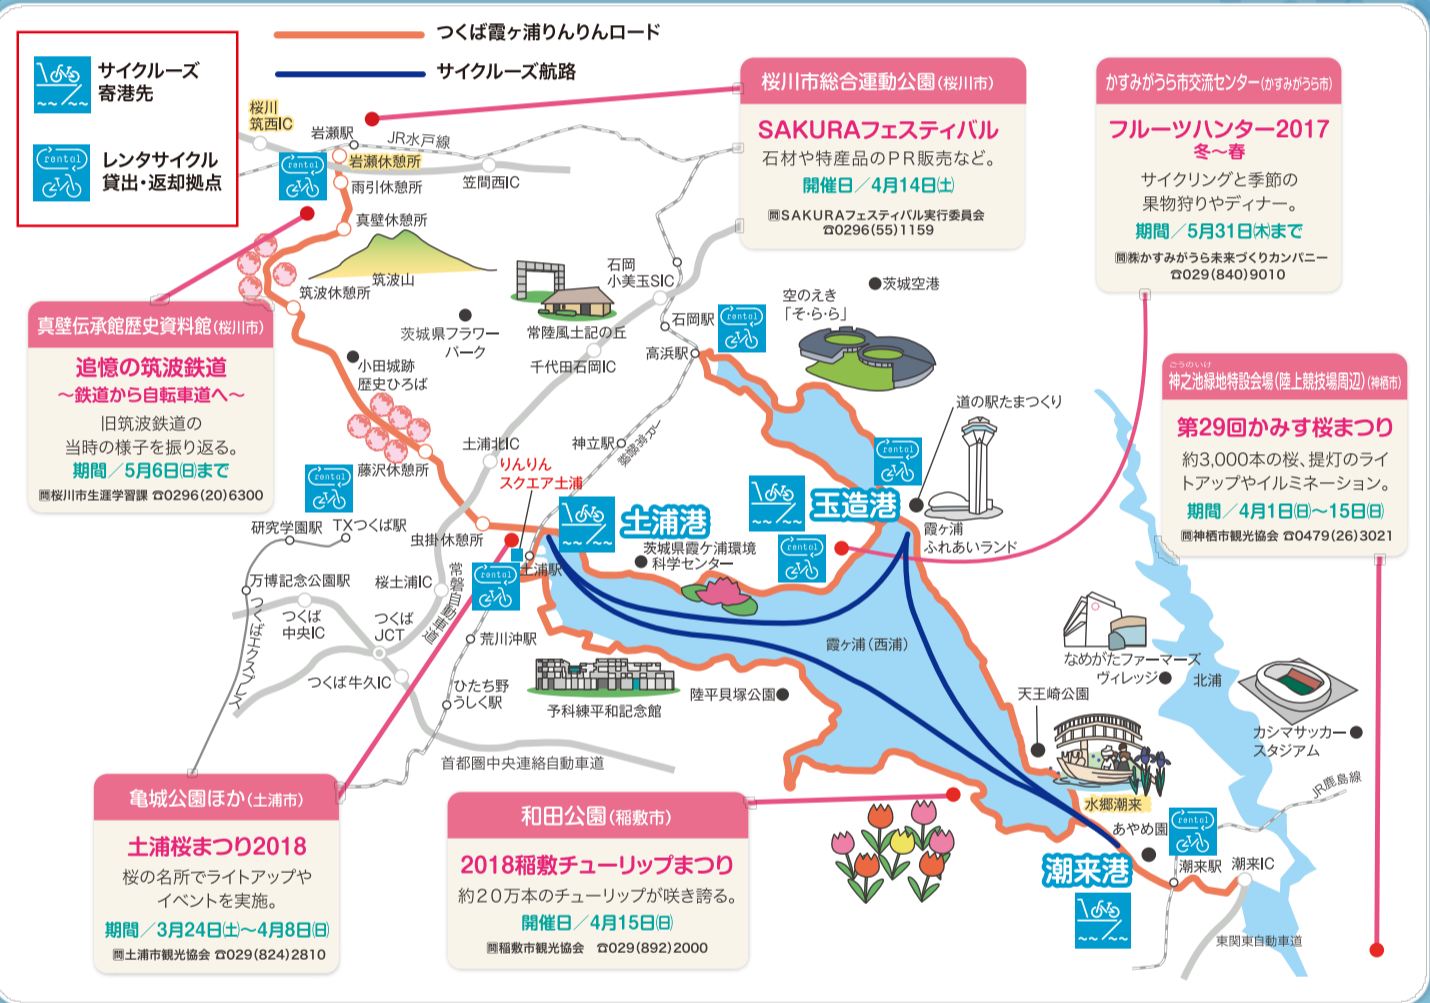 つくば霞ヶ浦りんりんロード
サイクルーズ航路
サイクルーズ
寄港先
rental
レンタサイクル
貸出・返却拠点
桜川
筑西IC
岩瀬駅
JR水戸線
岩瀬休憩所
雨引休憩所
笠間西IC
rental
真壁休憩所
筑波山
筑波休憩所
桜川市総合運動公園(桜川市)
SAKURAフェスティバル
石材や特産品のPR販売など。
開催日／4月14日㈯
問SAKURAフェスティバル実行委員会
☎0296(55)1159
かすみがうら市交流センター(かすみがうら市)
フルーツハンター2017
冬～春
サイクリングと季節の
果物狩りやディナー。
期間／5月31日㈭まで
問㈱かすみがうら未来づくりカンパニー
☎029(840)9010
真壁伝承館歴史資料館(桜川市)
追憶の筑波鉄道
～鉄道から自転車道へ～
旧筑波鉄道の
当時の様子を振り返る。
期間／5月6日㈰まで
問桜川市生涯学習課 ☎0296(20)6300
茨城県フラワー
パーク
小田城跡
歴史ひろば
常陸風土記の丘
石岡
小美玉SIC
石岡駅
rental
高浜駅
千代田石岡IC
空のえき
「そ・ら・ら」
茨城空港
道の駅たまつくり
ごうのいけ
神之池緑地特設会場(陸上競技場周辺)(神栖市)
第29回かみす桜まつり
約3,000本の桜、提灯のライ
トアップやイルミネーション。
期間／4月1日㈰～15日㈰
問神栖市観光協会 ☎0479(26)3021
土浦北IC
神立駅
JR常磐線
りんりん
スクエア土浦
藤沢休憩所
rental
研究学園駅
TXつくば駅
虫掛休憩所
土浦港
土浦駅
rental
茨城県霞ケ浦環境
科学センター
rental
玉造港
rental
霞ヶ浦
ふれあいランド
万博記念公園駅
つくばエクスプレス
つくば
中央IC
桜土浦IC
つくば
JCT
常磐自動車道
荒川沖駅
つくば牛久IC
ひたち野
うしく駅
首都圏中央連絡自動車道
予科練平和記念館
陸平貝塚公園
霞ヶ浦(西浦)
なめがたファーマーズ
ヴィレッジ
北浦
天王崎公園
カシマサッカー
スタジアム
JR鹿島線
水郷潮来
あやめ園
rental
潮来駅
潮来IC
潮来港
東関東自動車道
亀城公園ほか(土浦市)
土浦桜まつり2018
桜の名所でライトアップや
イベントを実施。
期間／3月24日㈯～4月8日㈰
問土浦市観光協会 ☎029(824)2810
和田公園(稲敷市)
2018稲敷チューリップまつり
約20万本のチューリップが咲き誇る。
開催日／4月15日㈰
問稲敷市観光協会 ☎029(892)2000